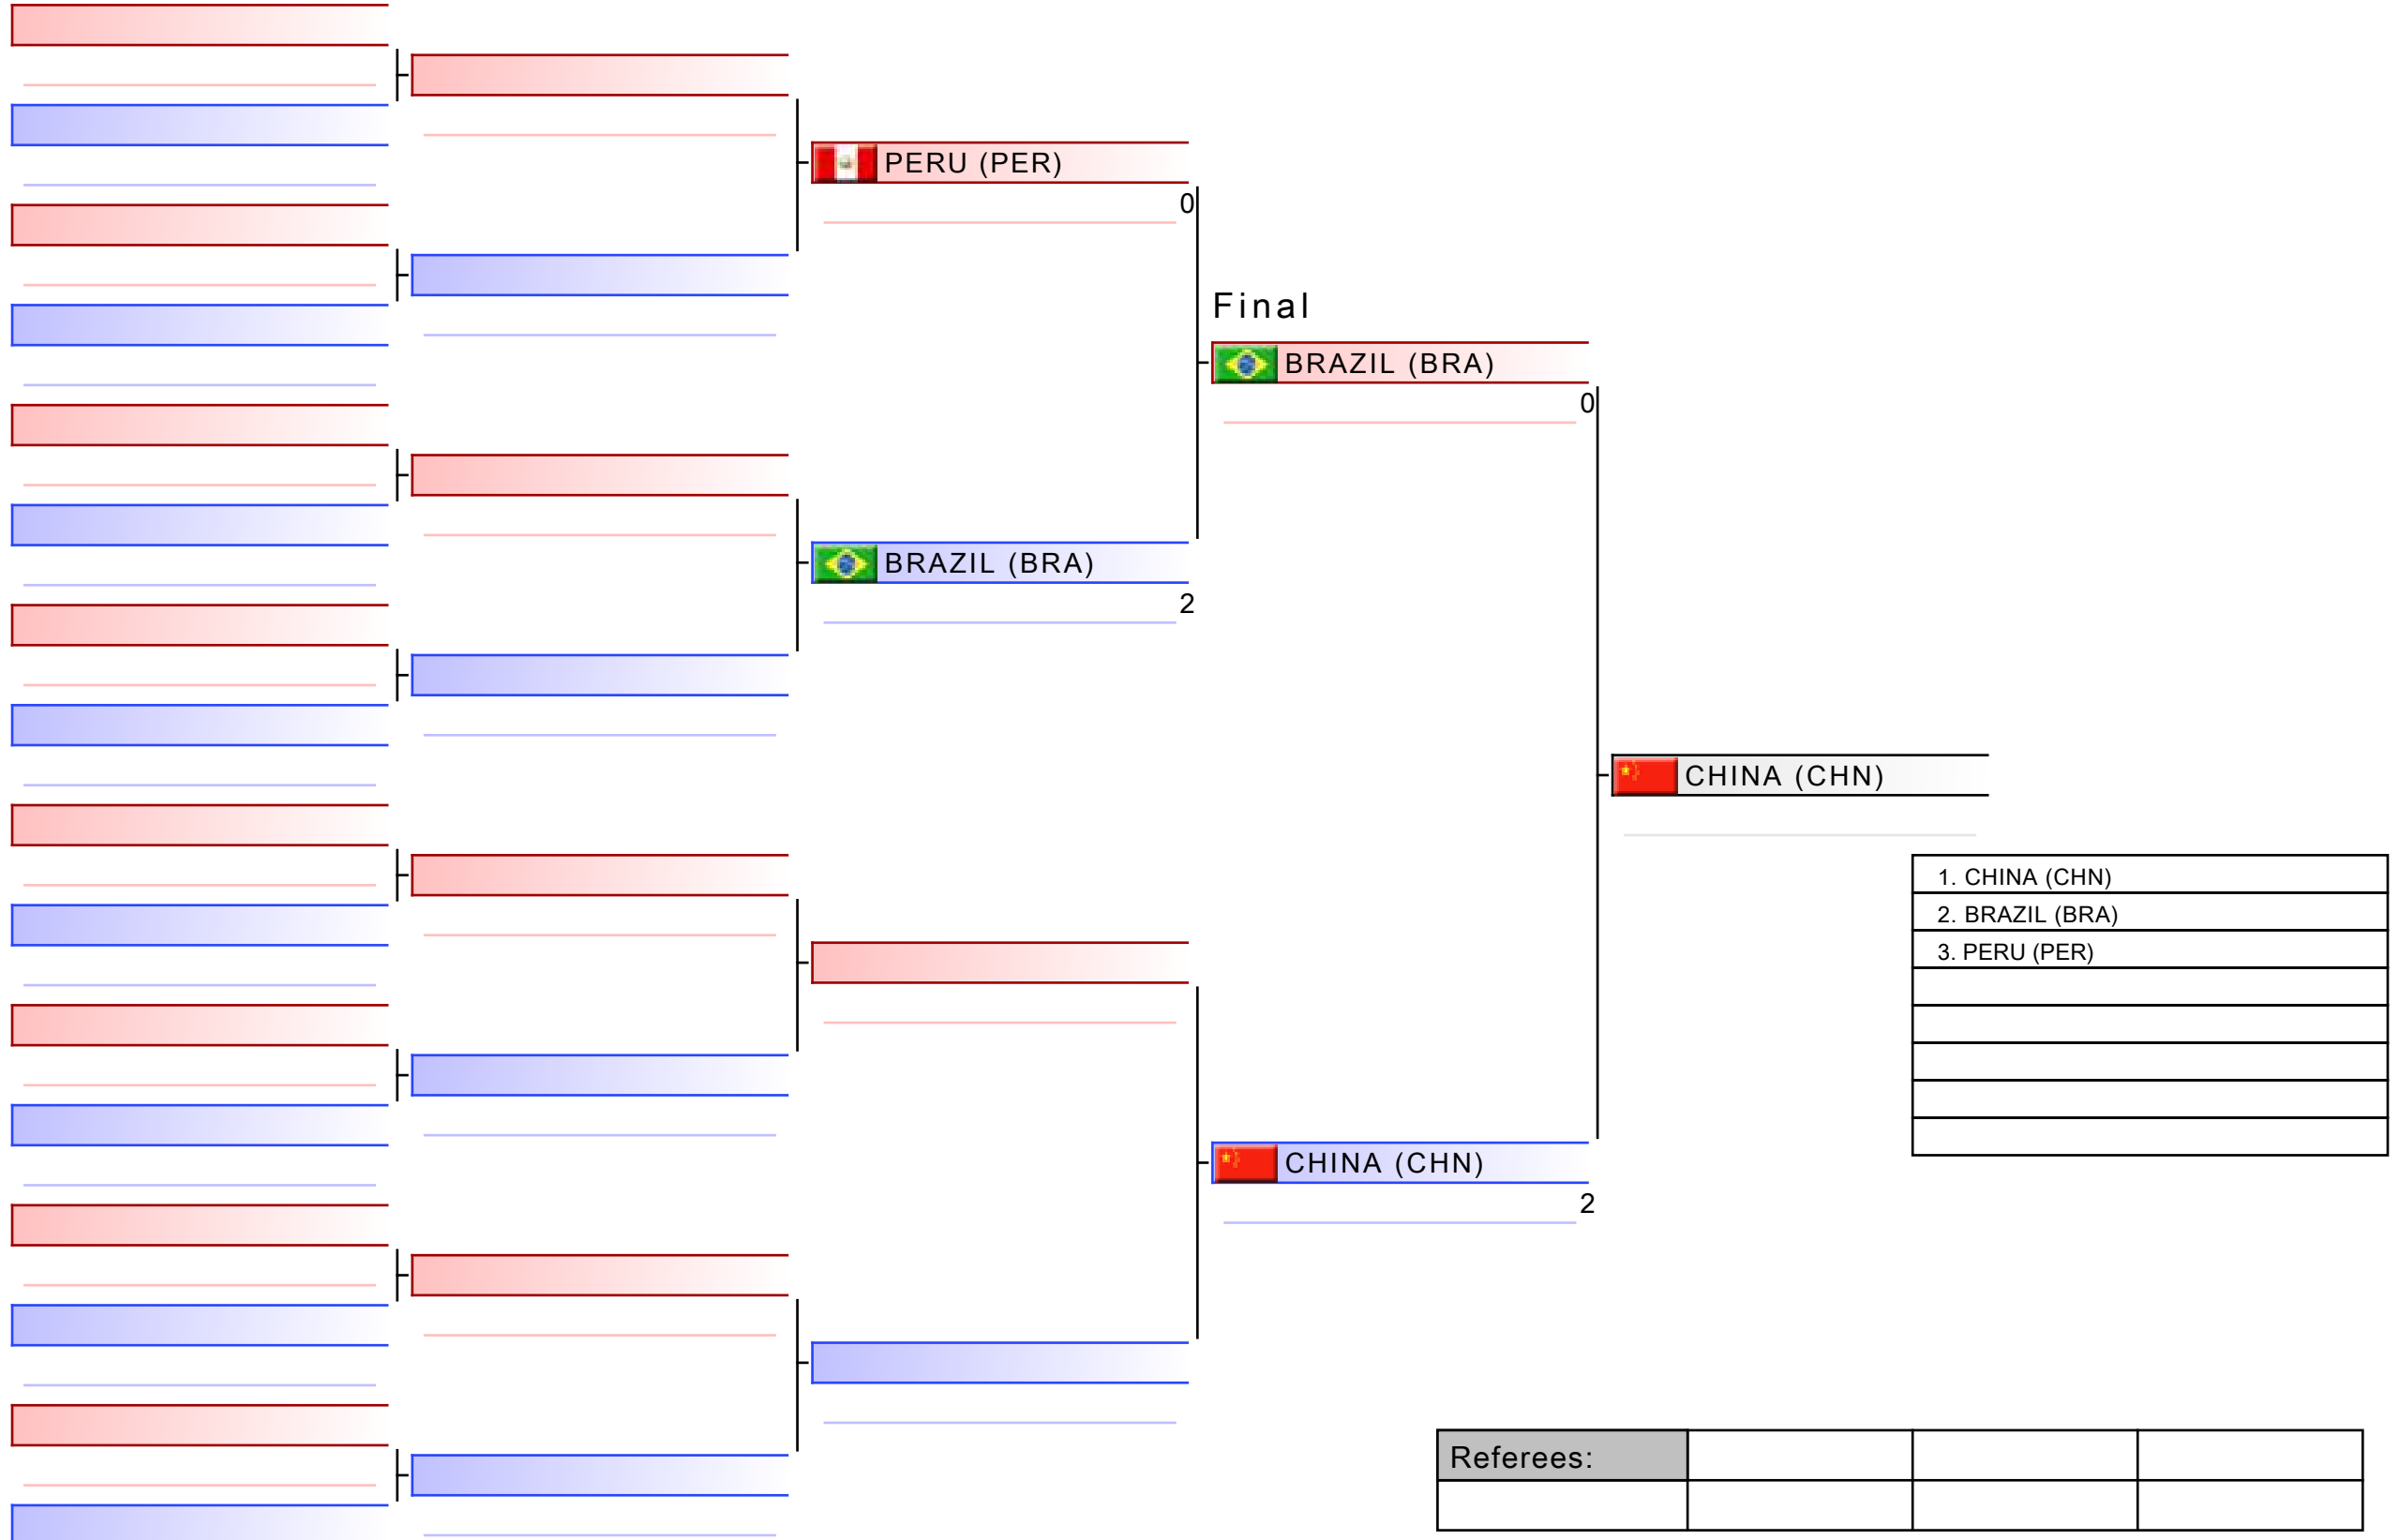 PERU (PER)
0
Final
BRAZIL (BRA)
0
BRAZIL (BRA)
2
CHINA (CHN)
1. CHINA (CHN)
2. BRAZIL (BRA)
3. PERU (PER)
CHINA (CHN)
2
Referees: